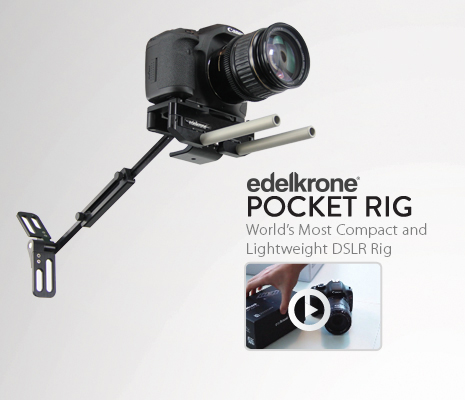 edelkrone®
POCKET RIG
World's Most Compact and
Lightweight DSLR Rig